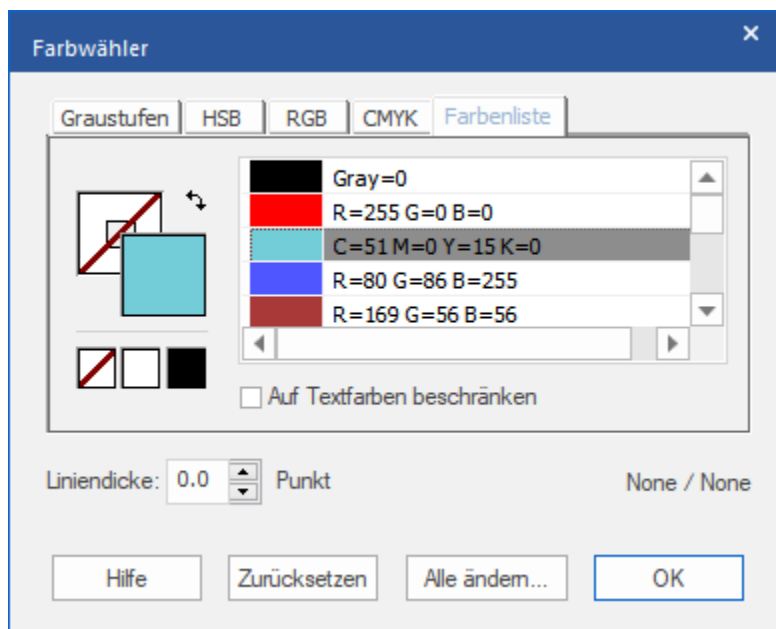 Farbwähler
Graustufen HSB RGB CMYK Farbenliste
Gray=0
R=255 G=0 B=0
C=51 M=0 Y=15 K=0
R=80 G=86 B=255
R=169 G=56 B=56
Auf Textfarben beschränken
Liniendicke: 0.0 Punkt None / None
Hilfe Zurücksetzen Alle ändern... OK